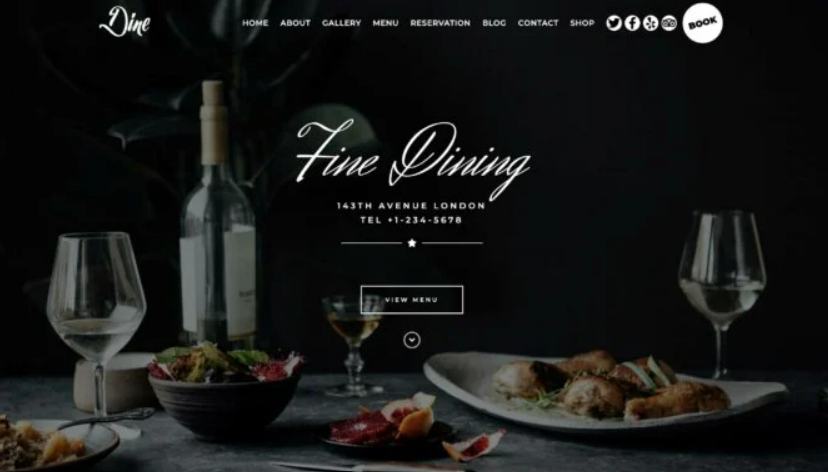 Dine
HOME ABOUT GALLERY MENU RESERVATION BLOG CONTACT SHOP BOOK
Fine Dining
143TH AVENUE LONDON
TEL +1-234-5678
VIEW MENU